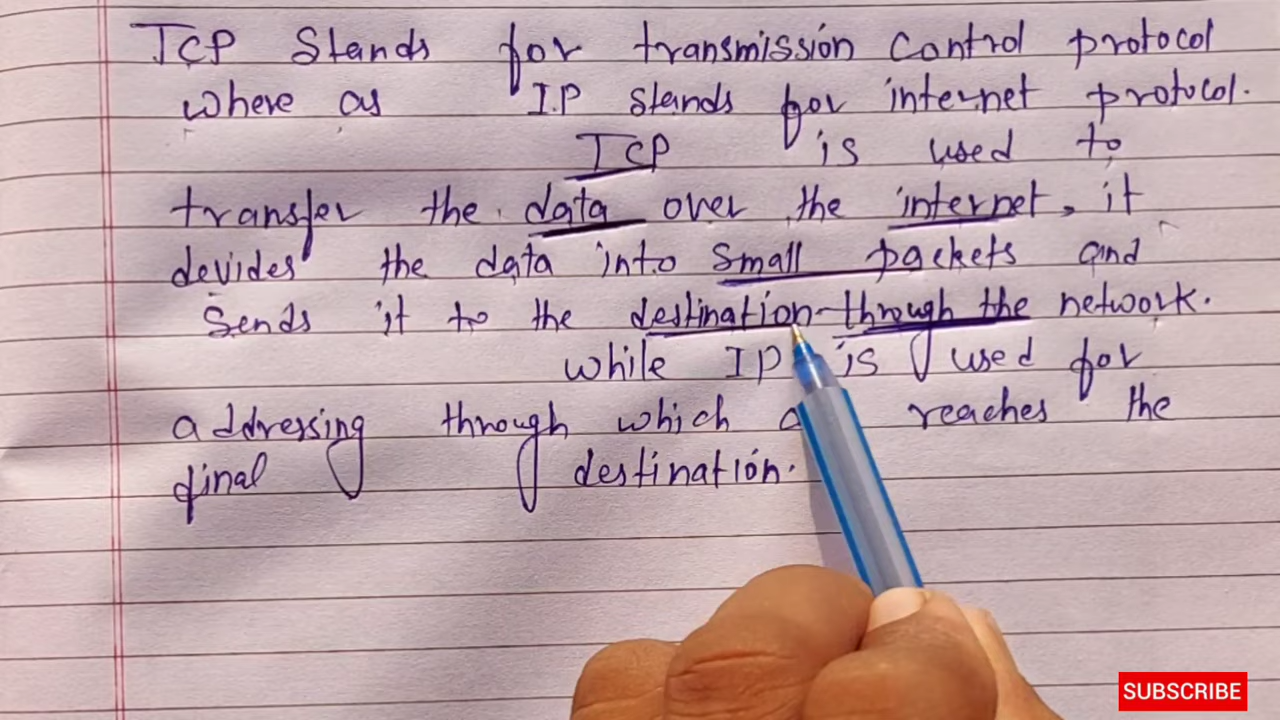 TCP Stands for transmission Control protocol
where as I.P stands for internet protocol.
TCP is used to
transfer the data over the internet, it
devides the data into Small packets and
Sends it to the destination through the network.
while IP is used for
addressing through which reaches the
final destination.
SUBSCRIBE